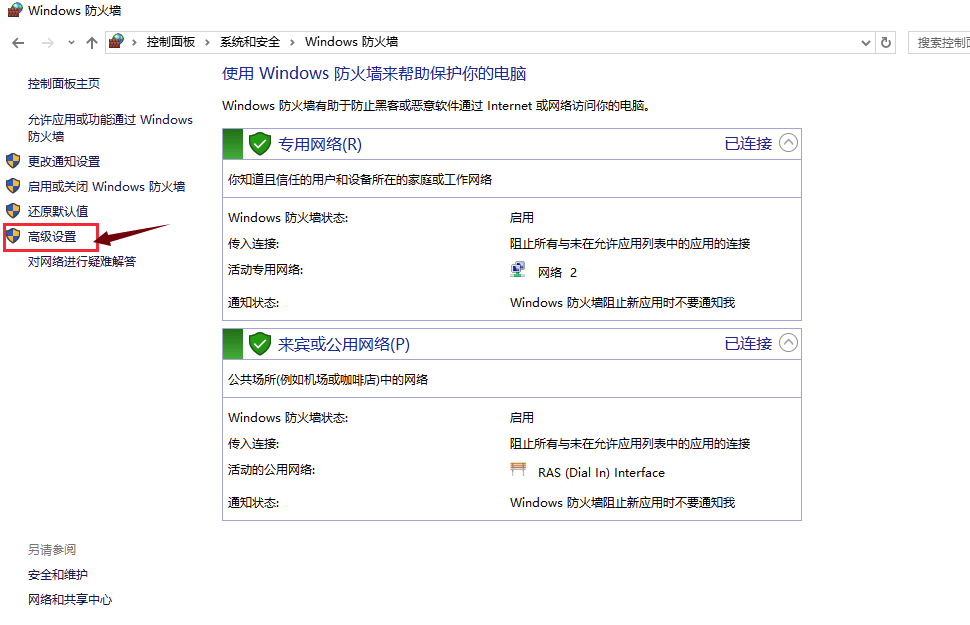 Windows 防火墙
控制面板 › 系统和安全 › Windows 防火墙
搜索控制面
控制面板主页
允许应用或功能通过 Windows
防火墙
更改通知设置
启用或关闭 Windows 防火墙
还原默认值
高级设置
对网络进行疑难解答
使用 Windows 防火墙来帮助保护你的电脑
Windows 防火墙有助于防止黑客或恶意软件通过 Internet 或网络访问你的电脑。
专用网络(R) 已连接
你知道且信任的用户和设备所在的家庭或工作网络
Windows 防火墙状态: 启用
传入连接: 阻止所有与未在允许应用列表中的应用的连接
活动专用网络: 网络 2
通知状态: Windows 防火墙阻止新应用时不要通知我
来宾或公用网络(P) 已连接
公共场所(例如机场或咖啡店)中的网络
Windows 防火墙状态: 启用
传入连接: 阻止所有与未在允许应用列表中的应用的连接
活动的公用网络: RAS (Dial In) Interface
通知状态: Windows 防火墙阻止新应用时不要通知我
另请参阅
安全和维护
网络和共享中心